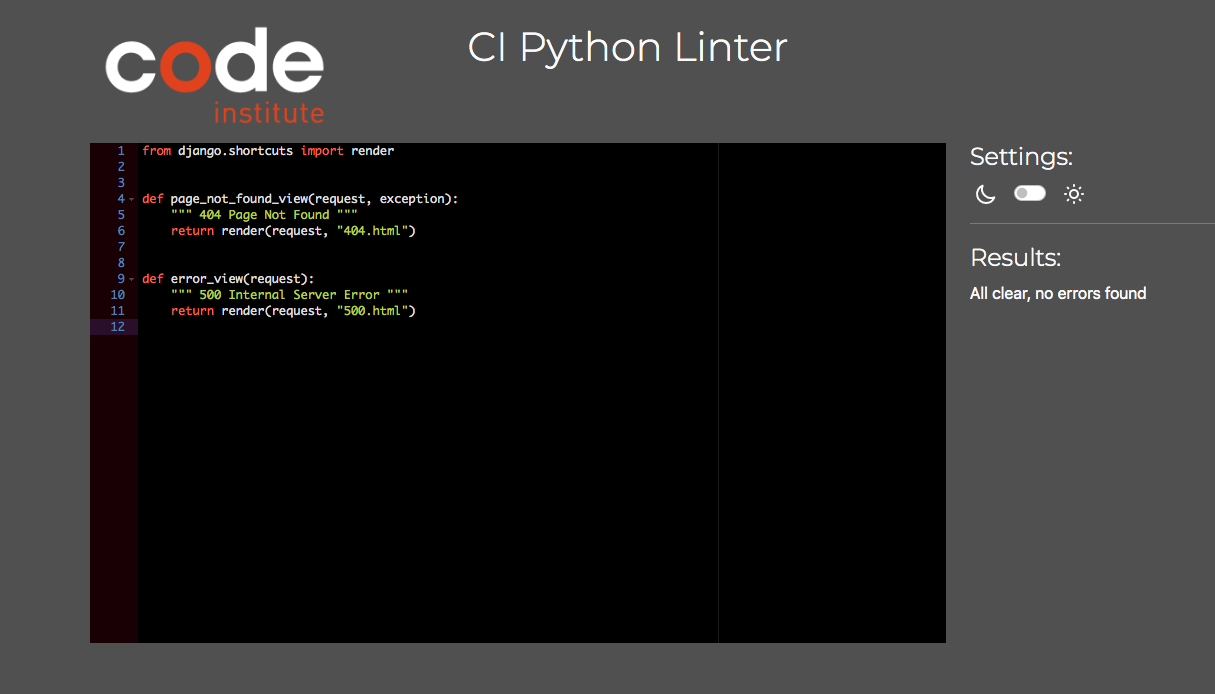 code
institute
CI Python Linter
1 from django.shortcuts import render
2
3
4 def page_not_found_view(request, exception):
5     """ 404 Page Not Found """
6     return render(request, "404.html")
7
8
9 def error_view(request):
10     """ 500 Internal Server Error """
11     return render(request, "500.html")
12
Settings:
Results:
All clear, no errors found